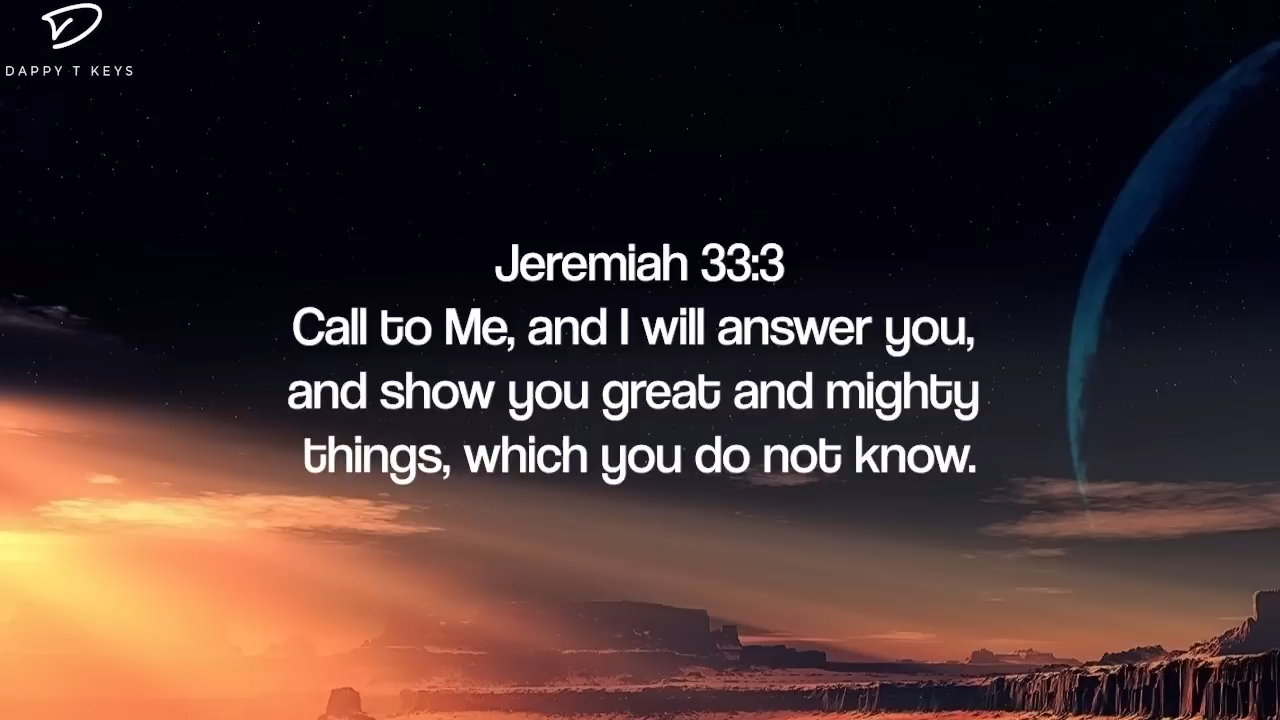 DAPPY T KEYS
Jeremiah 33:3
Call to Me, and I will answer you,
and show you great and mighty
things, which you do not know.